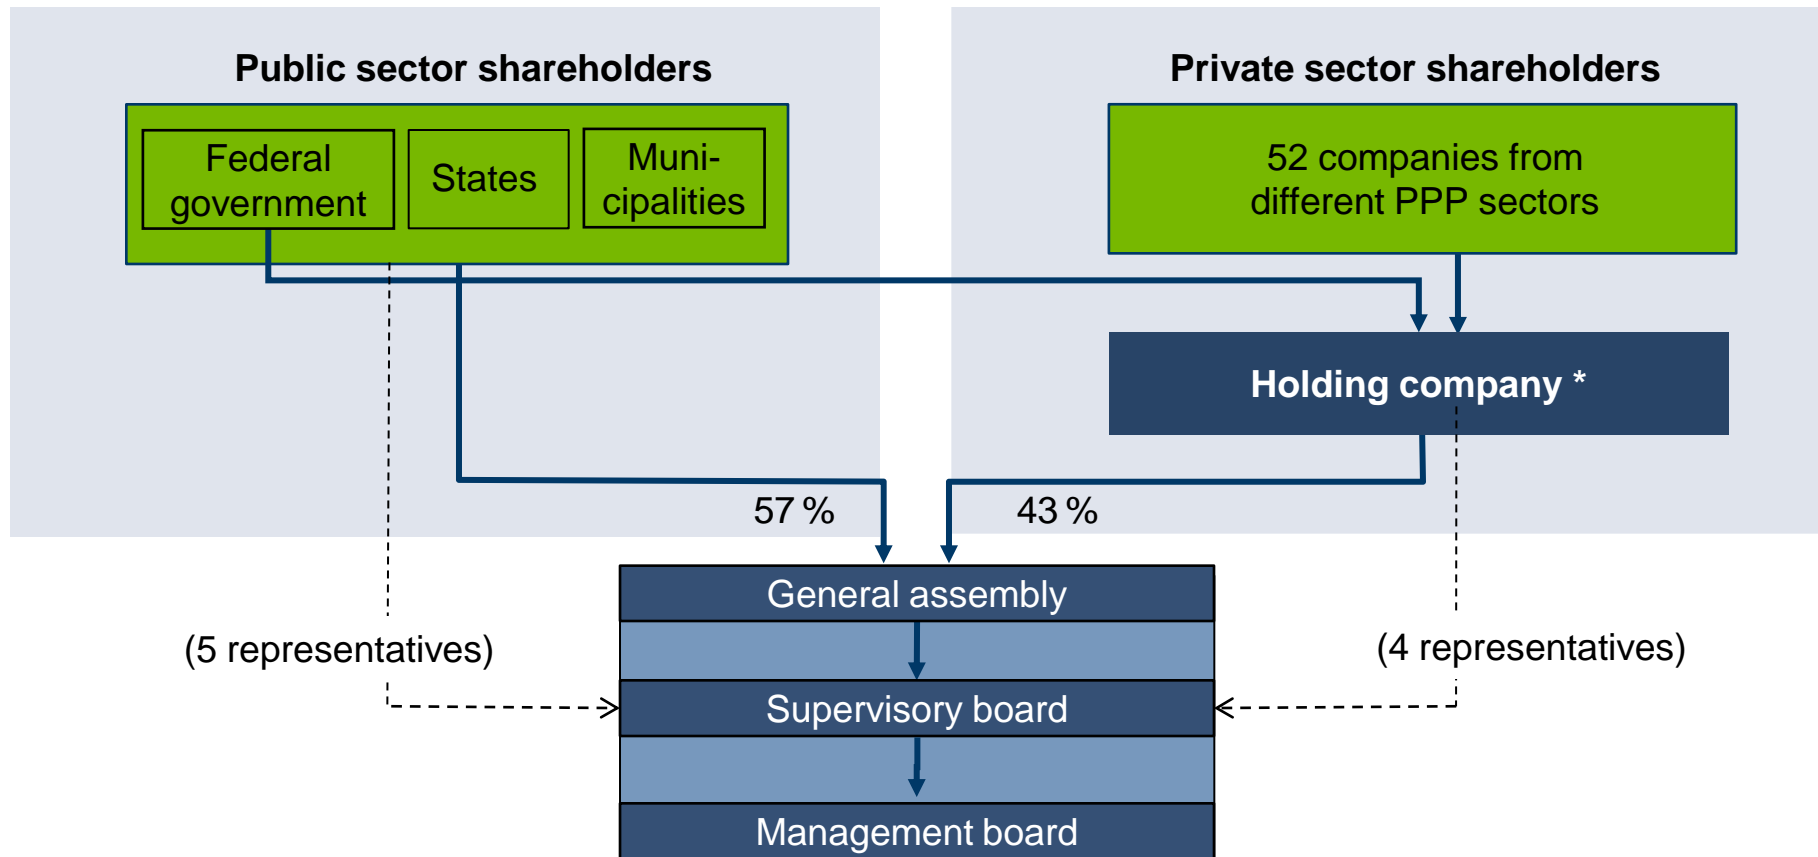 Public sector shareholders
Federal
government
States
Muni-
cipalities
Private sector shareholders
52 companies from
different PPP sectors
Holding company *
57 %
43 %
General assembly
(5 representatives)
(4 representatives)
Supervisory board
Management board